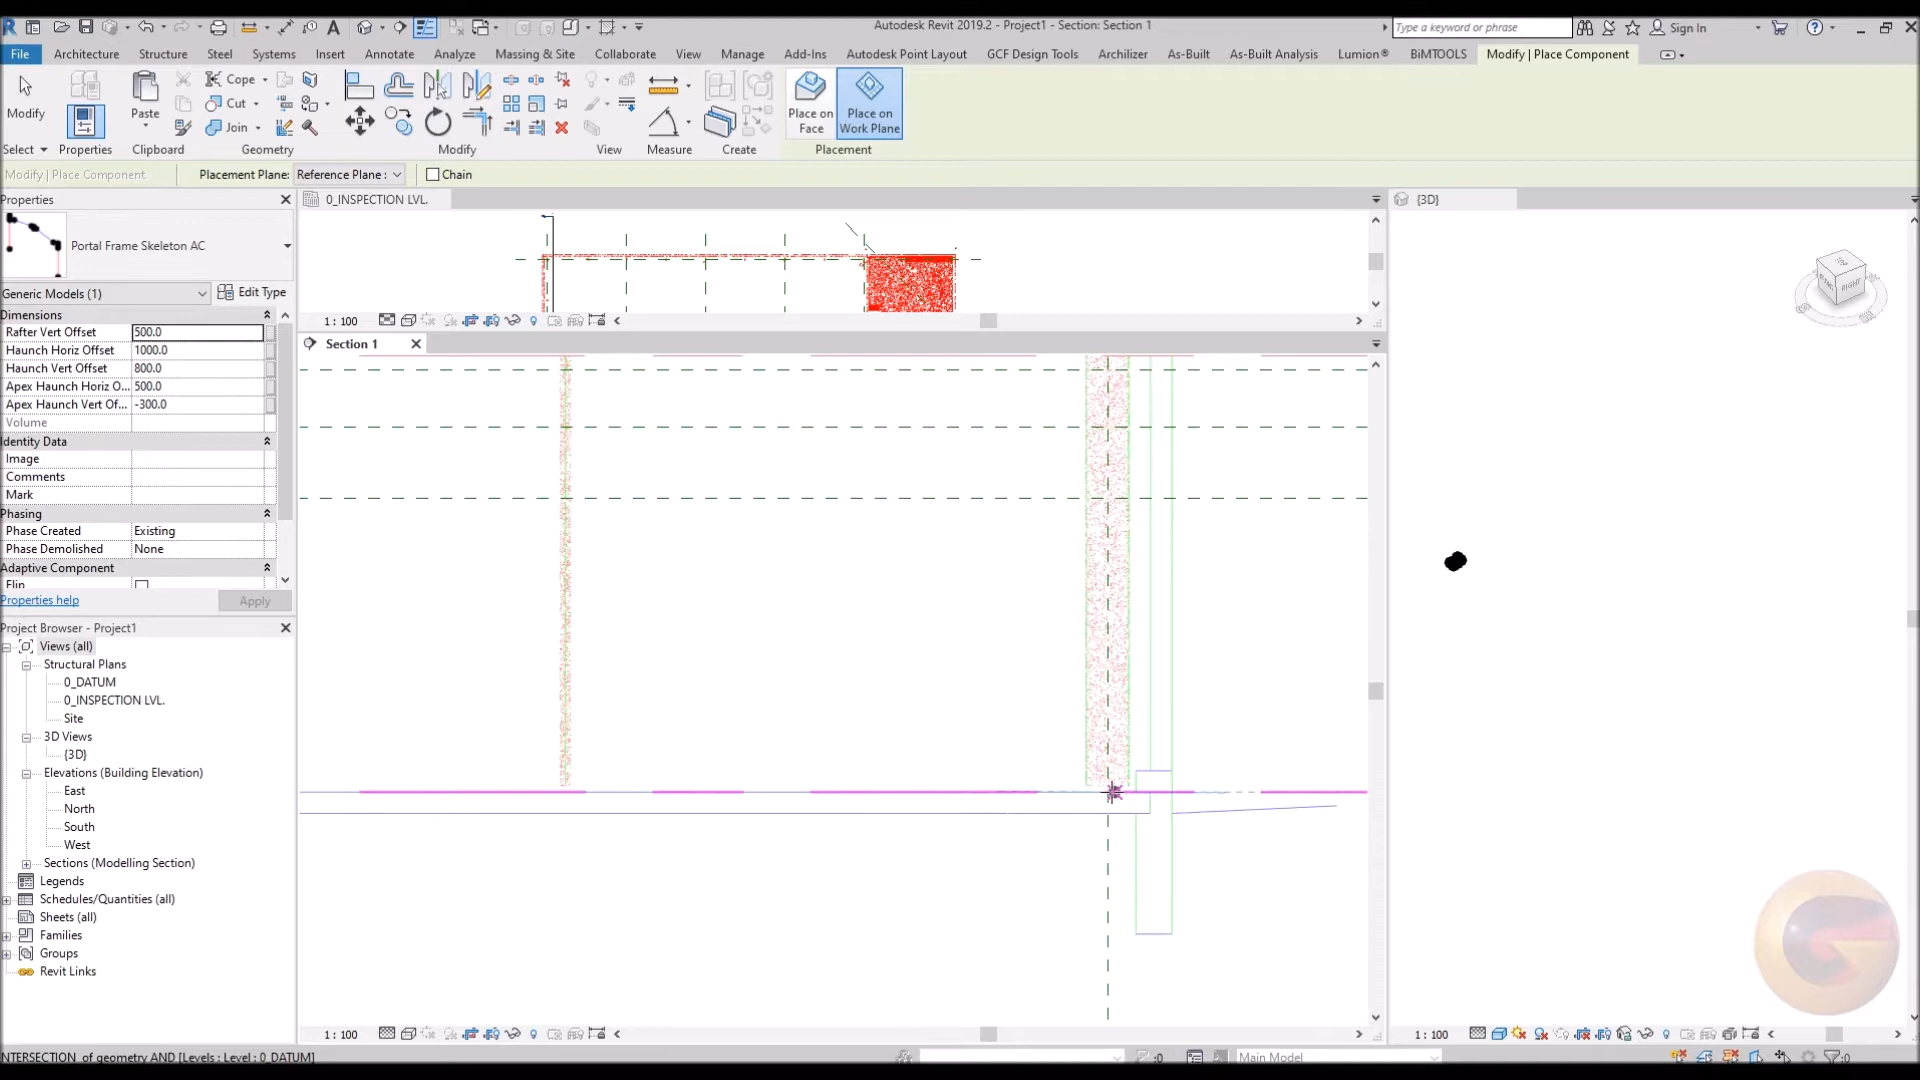 Autodesk Revit 2019.2 - Project1 - Section: Section 1
Type a keyword or phrase
Sign In
File Architecture Structure Steel Systems Insert Annotate Analyze Massing & Site Collaborate View Manage Add-Ins Autodesk Point Layout GCF Design Tools Archilizer As-Built As-Built Analysis Lumion® BiMTOOLS Modify | Place Component
Cope
Cut
Join
Modify
Paste
Place on Face
Place on Work Plane
Select Properties Clipboard Geometry Modify View Measure Create Placement
Modify | Place Component Placement Plane: Reference Plane : Chain
Properties
0_INSPECTION LVL.
{3D}
Portal Frame Skeleton AC
Generic Models (1) Edit Type
Dimensions
Rafter Vert Offset 500.0
Haunch Horiz Offset 1000.0
Haunch Vert Offset 800.0
Apex Haunch Horiz O... 500.0
Apex Haunch Vert Of... -300.0
Volume
Identity Data
Image
Comments
Mark
Phasing
Phase Created Existing
Phase Demolished None
Adaptive Component
Flip
Properties help Apply
1 : 100
Section 1
TOP
RIGHT
Project Browser - Project1
Views (all)
Structural Plans
0_DATUM
0_INSPECTION LVL.
Site
3D Views
{3D}
Elevations (Building Elevation)
East
North
South
West
Sections (Modelling Section)
Legends
Schedules/Quantities (all)
Sheets (all)
Families
Groups
Revit Links
1 : 100
1 : 100
NTERSECTION of geometry AND [Levels : Level : 0_DATUM]
:0
Main Model
:0